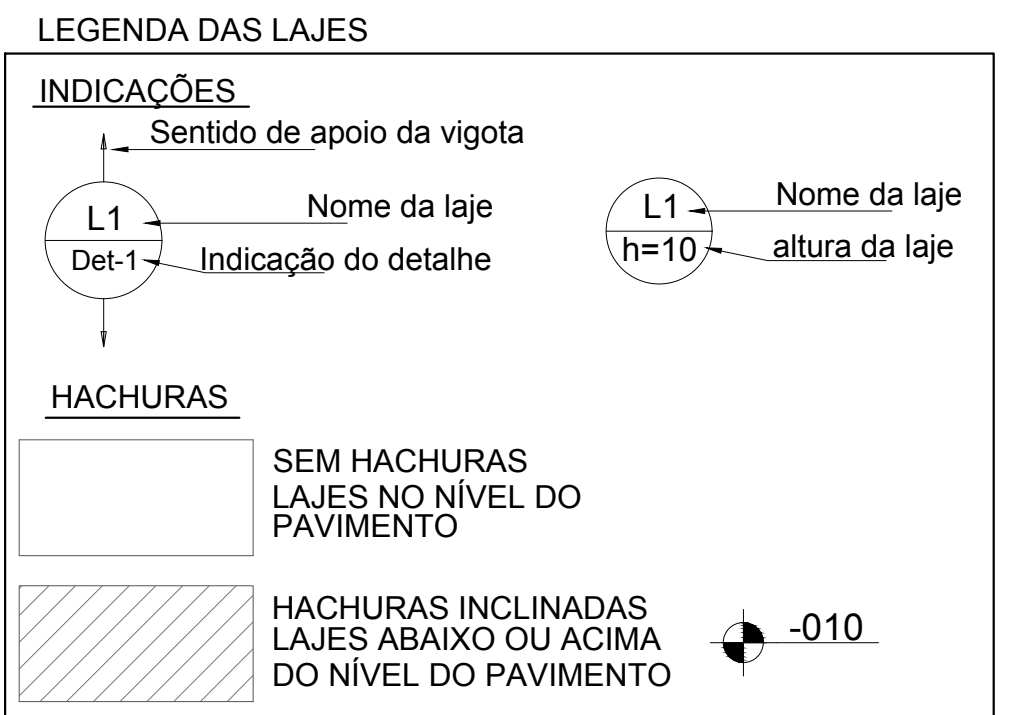 LEGENDA DAS LAJES
INDICAÇÕES
Sentido de apoio da vigota
L1
Nome da laje
Det-1
Indicação do detalhe
L1
Nome da laje
h=10
altura da laje
HACHURAS
SEM HACHURAS
LAJES NO NÍVEL DO
PAVIMENTO
HACHURAS INCLINADAS
LAJES ABAIXO OU ACIMA
DO NÍVEL DO PAVIMENTO
-010